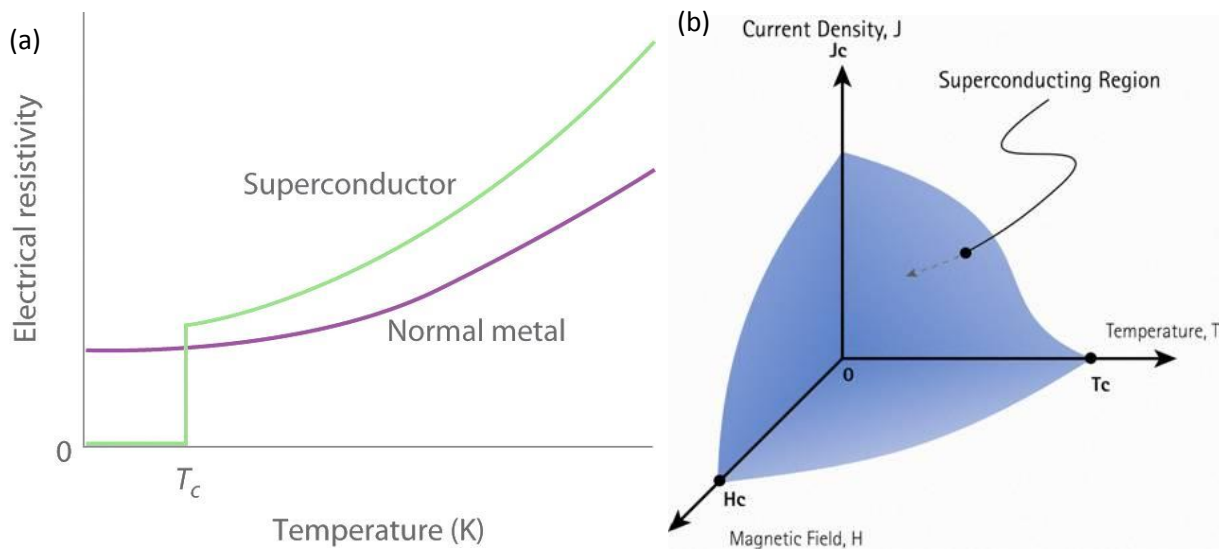 (a)
Electrical resistivity
Superconductor
Normal metal
0
Tc
Temperature (K)
(b)
Current Density, J
Jc
Superconducting Region
Temperature, T
0
Tc
Hc
Magnetic Field, H